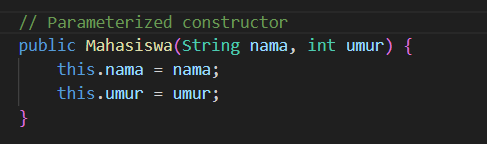 // Parameterized constructor
public Mahasiswa(String nama, int umur) {
    this.nama = nama;
    this.umur = umur;
}